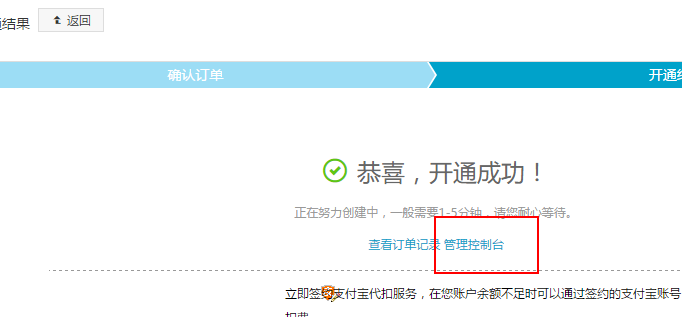 结果 返回
确认订单
开通
恭喜，开通成功！
正在努力创建中，一般需要1-5分钟，请您耐心等待。
查看订单记录 管理控制台
立即签约支付宝代扣服务，在您账户余额不足时可以通过签约的支付宝账号
扣费